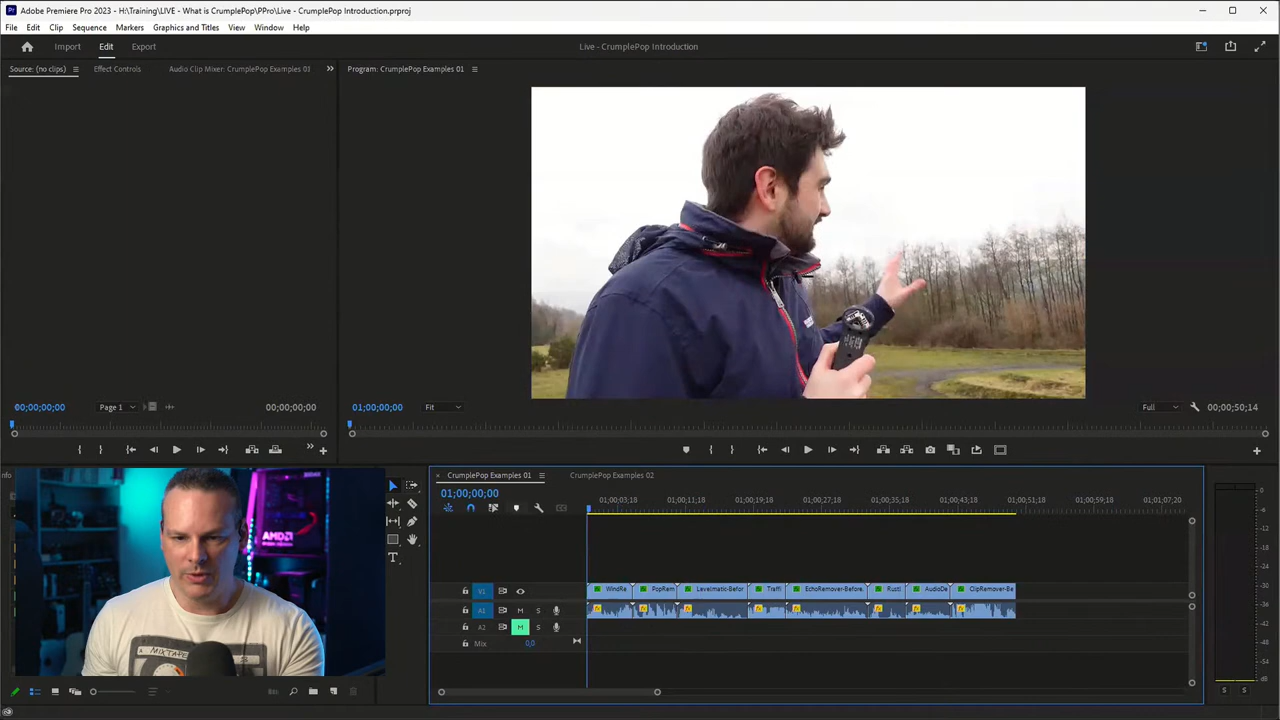 Adobe Premiere Pro 2023 - H:\Training\LIVE - What is CrumplePop\PPro\Live - CrumplePop Introduction.prproj
File Edit Clip Sequence Markers Graphics and Titles View Window Help
Import Edit Export Live - CrumplePop Introduction
Source: (no clips) Effect Controls Audio Clip Mixer: CrumplePop Examples 01 Program: CrumplePop Examples 01
00;00;00;00 Page 1 00;00;00;00 01;00;00;00 Fit Full 00;00;50;14
nfo CrumplePop Examples 01 CrumplePop Examples 02
01;00;00;00
01;00;03;18 01;00;11;18 01;00;19;18 01;00;27;18 01;00;35;18 01;00;43;18 01;00;51;18 01;00;59;18 01;01;07;20
V1 WindRe PopRem Levelmatic-Befor Traffi EchoRemover-Before. Rusti AudioDe ClipRemover-Be
A1 M S
A2 M S
Mix 0,0
0
dB
S S
AMD
MIXTAPE